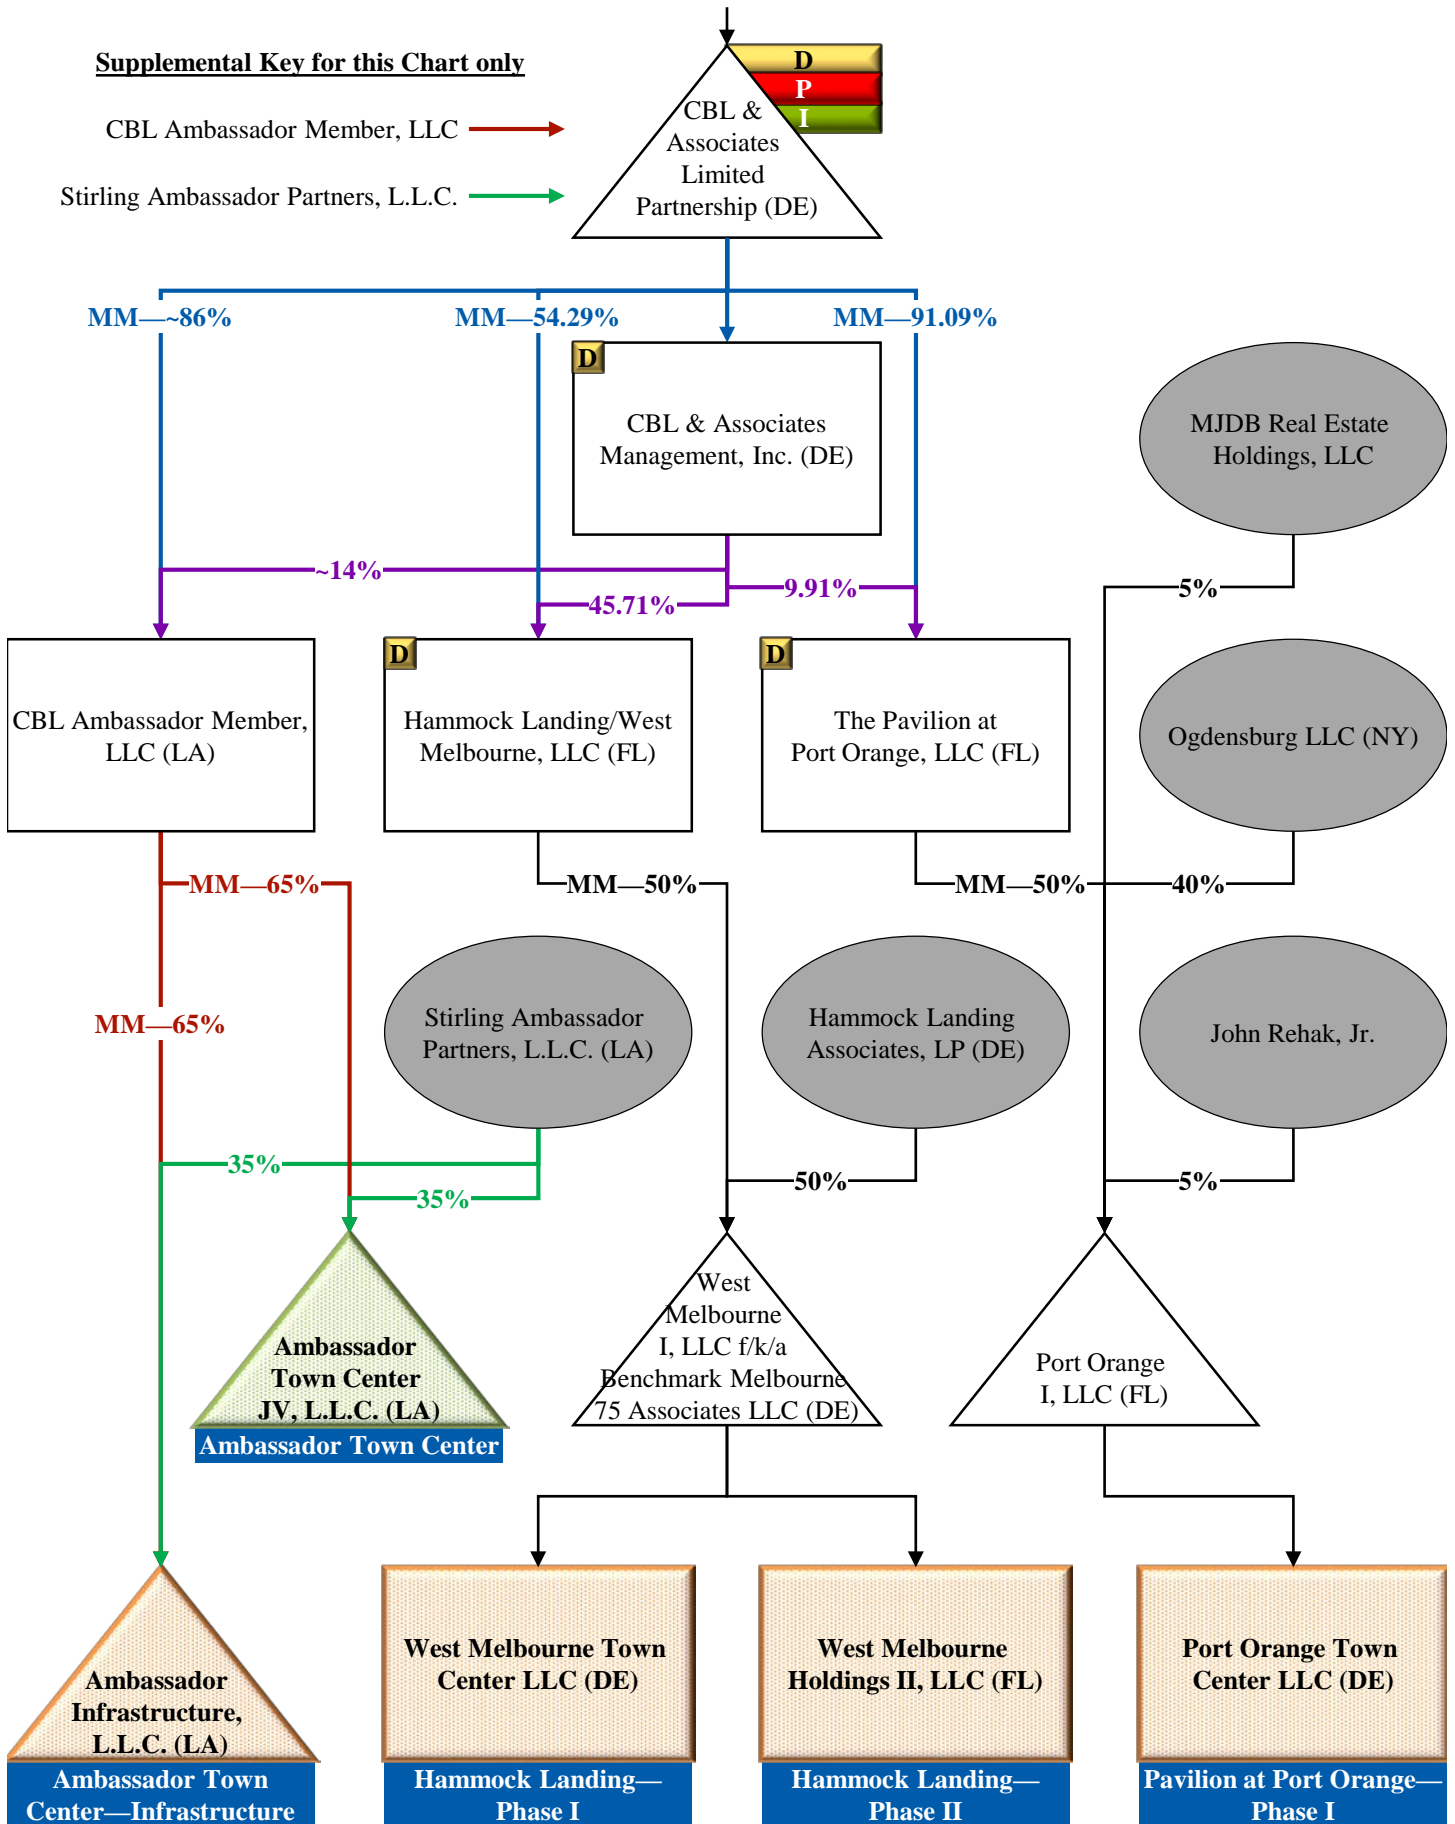 Supplemental Key for this Chart only
CBL Ambassador Member, LLC
Stirling Ambassador Partners, L.L.C.
D
P
I
CBL &
Associates
Limited
Partnership (DE)
MM—~86%
MM—54.29%
MM—91.09%
D
CBL & Associates
Management, Inc. (DE)
MJDB Real Estate
Holdings, LLC
~14%
45.71%
9.91%
5%
CBL Ambassador Member,
LLC (LA)
D
Hammock Landing/West
Melbourne, LLC (FL)
D
The Pavilion at
Port Orange, LLC (FL)
Ogdensburg LLC (NY)
MM—65%
MM—50%
MM—50%
40%
MM—65%
Stirling Ambassador
Partners, L.L.C. (LA)
Hammock Landing
Associates, LP (DE)
John Rehak, Jr.
35%
35%
50%
5%
Ambassador
Town Center
JV, L.L.C. (LA)
Ambassador Town Center
West
Melbourne
I, LLC f/k/a
Benchmark Melbourne
75 Associates LLC (DE)
Port Orange
I, LLC (FL)
Ambassador
Infrastructure,
L.L.C. (LA)
Ambassador Town
Center—Infrastructure
West Melbourne Town
Center LLC (DE)
Hammock Landing—
Phase I
West Melbourne
Holdings II, LLC (FL)
Hammock Landing—
Phase II
Port Orange Town
Center LLC (DE)
Pavilion at Port Orange—
Phase I